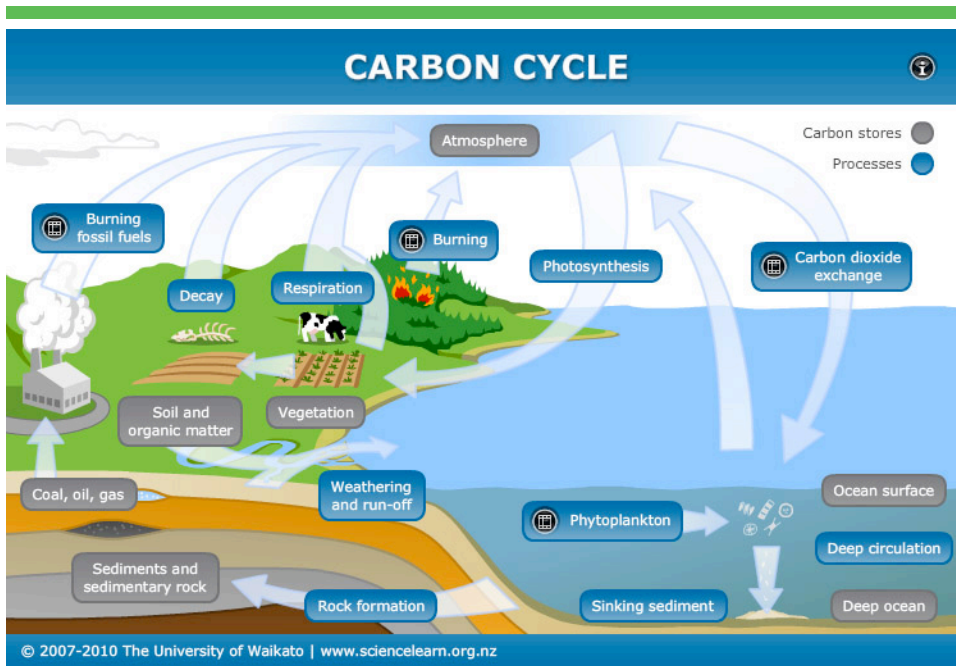 CARBON CYCLE
Atmosphere
Carbon stores
Processes
Burning
fossil fuels
Burning
Photosynthesis
Carbon dioxide
exchange
Decay
Respiration
Soil and
organic matter
Vegetation
Coal, oil, gas
Weathering
and run-off
Ocean surface
Phytoplankton
Deep circulation
Sediments and
sedimentary rock
Rock formation
Sinking sediment
Deep ocean
© 2007-2010 The University of Waikato | www.sciencelearn.org.nz